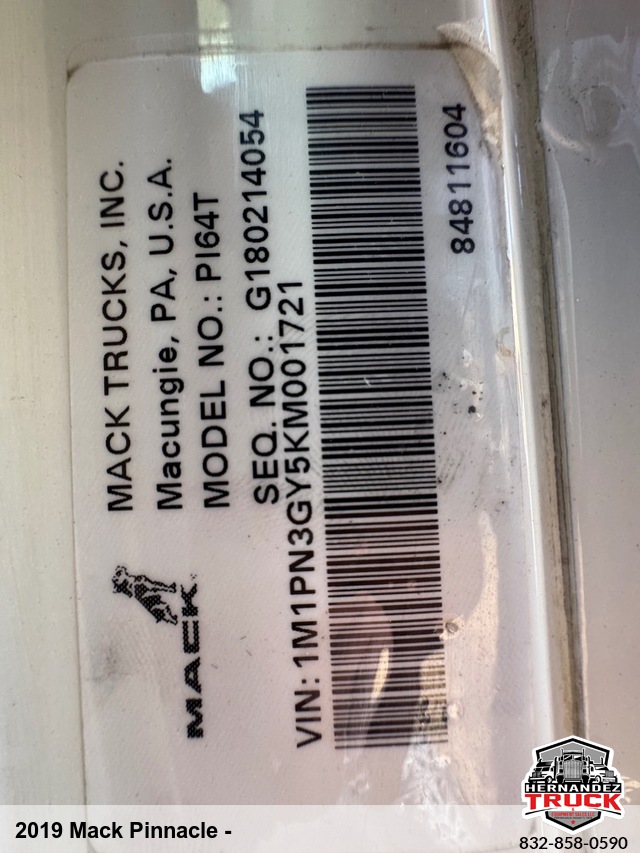 MACK TRUCKS, INC.
Macungie, PA, U.S.A.
MODEL NO.: PI64T
SEQ. NO.: G180214054
MACK
VIN: 1M1PN3GY5KM001721
84811604
2019 Mack Pinnacle -
HERNANDEZ
TRUCK
832-858-0590